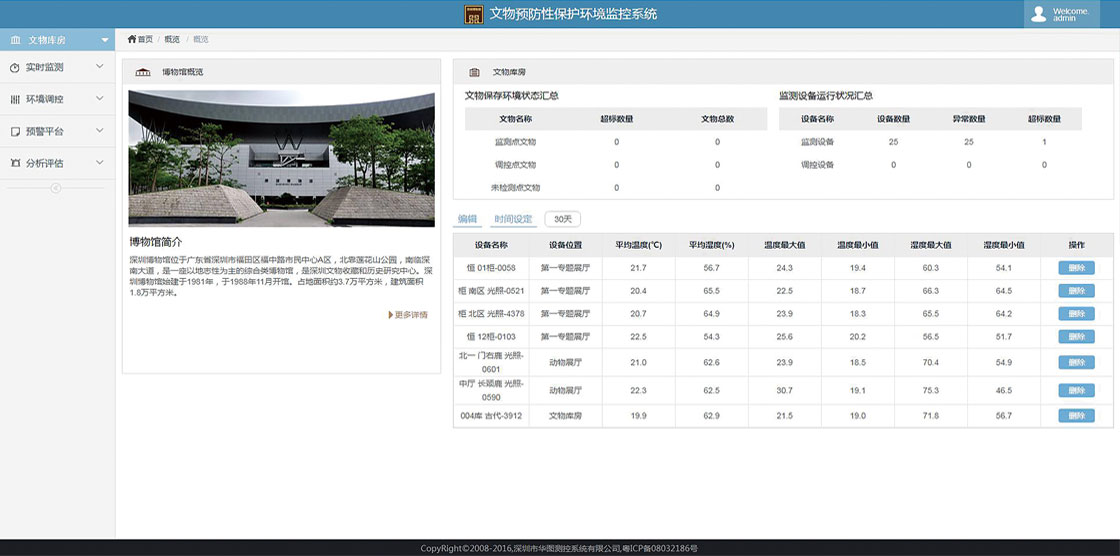 文物预防性保护环境监控系统
Welcome,
admin
文物库房
首页 / 概览 / 概览
实时监测
环境调控
预警平台
分析评估
博物馆概览
博物馆简介
深圳博物馆位于广东省深圳市福田区福中路市民中心A区，北靠莲花山公园，南临深
南大道，是一座以地志性为主的综合类博物馆，是深圳文物收藏和历史研究中心。深
圳博物馆始建于1981年，于1988年11月开馆。占地面积约3.7万平方米，建筑面积
1.8万平方米。
更多详情
文物库房
文物保存环境状态汇总
文物名称 超标数量 文物总数
监测点文物 0 0
调控点文物 0 0
未检测点文物 0 0
监测设备运行状况汇总
设备名称 设备数量 异常数量 超标数量
监测设备 25 25 1
调控设备 0 0 0
编辑 时间设定 30天
设备名称 设备位置 平均温度(℃) 平均湿度(%) 温度最大值 温度最小值 湿度最大值 湿度最小值 操作
恒 01柜-0058 第一专题展厅 21.7 56.7 24.3 19.4 60.3 54.1 删除
柜 南区 光照-0521 第一专题展厅 20.4 65.5 22.5 18.7 66.3 64.5 删除
柜 北区 光照-4378 第一专题展厅 20.7 64.9 23.9 18.3 65.5 64.2 删除
恒 12柜-0103 第一专题展厅 22.5 54.3 25.6 20.2 56.5 51.7 删除
北一 门右鹿 光照-
0601 动物展厅 21.0 62.6 23.9 18.5 70.4 54.9 删除
中厅 长颈鹿 光照-
0590 动物展厅 22.3 62.5 30.7 19.1 75.3 46.5 删除
004库 古代-3912 文物库房 19.9 62.9 21.5 19.0 71.8 56.7 删除
CopyRight©2008-2016,深圳市华图测控系统有限公司,粤ICP备08032186号